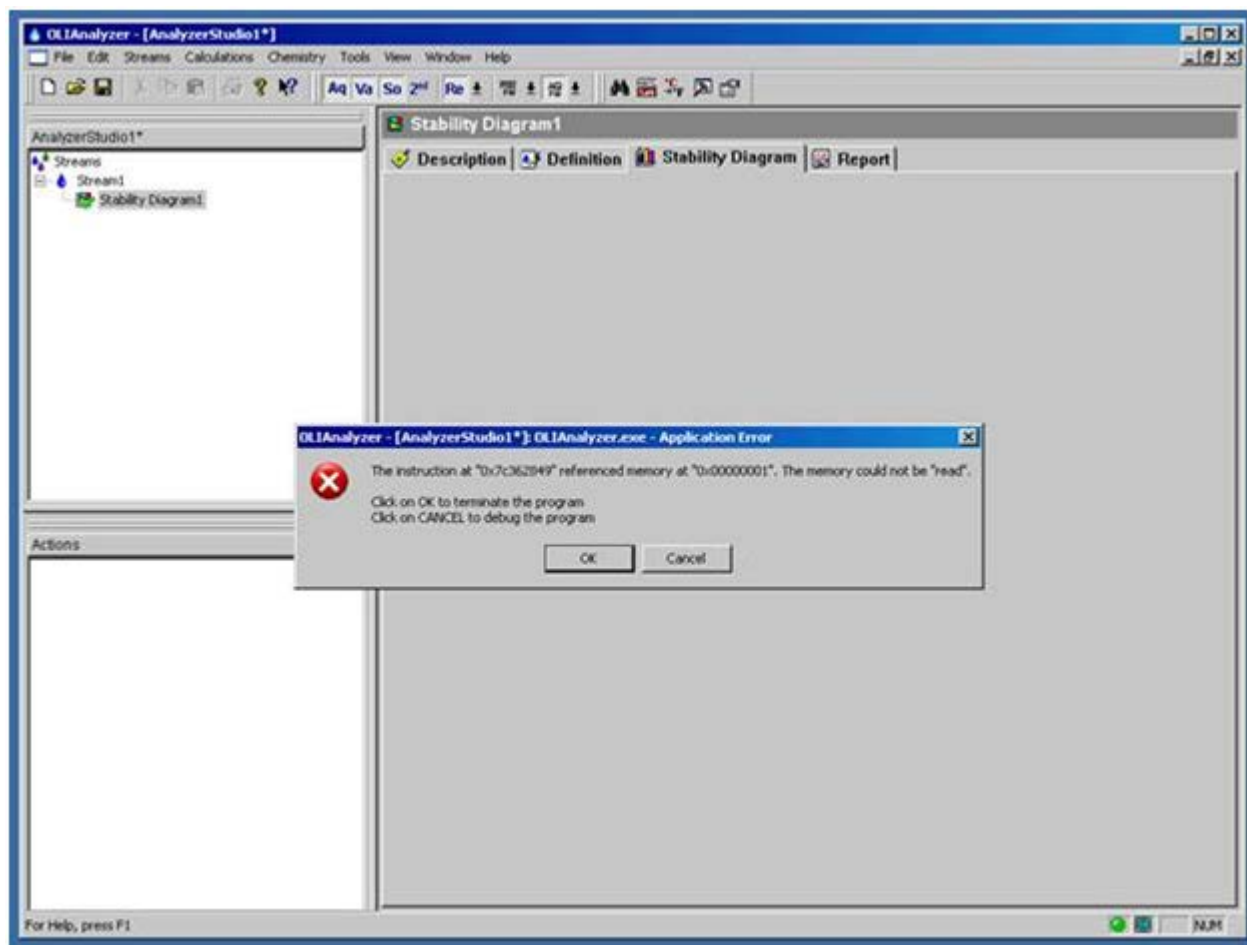 OLIAnalyzer - [AnalyzerStudio1*]
File Edit Streams Calculations Chemistry Tools View Window Help
Aq Va So 2nd Re
AnalyzerStudio1*
Streams
Stream1
Stability Diagram1
Stability Diagram1
Description Definition Stability Diagram Report
OLIAnalyzer - [AnalyzerStudio1*]: OLIAnalyzer.exe - Application Error
The instruction at "0x7c362849" referenced memory at "0x00000001". The memory could not be "read".
Click on OK to terminate the program
Click on CANCEL to debug the program
OK Cancel
Actions
For Help, press F1
NUM